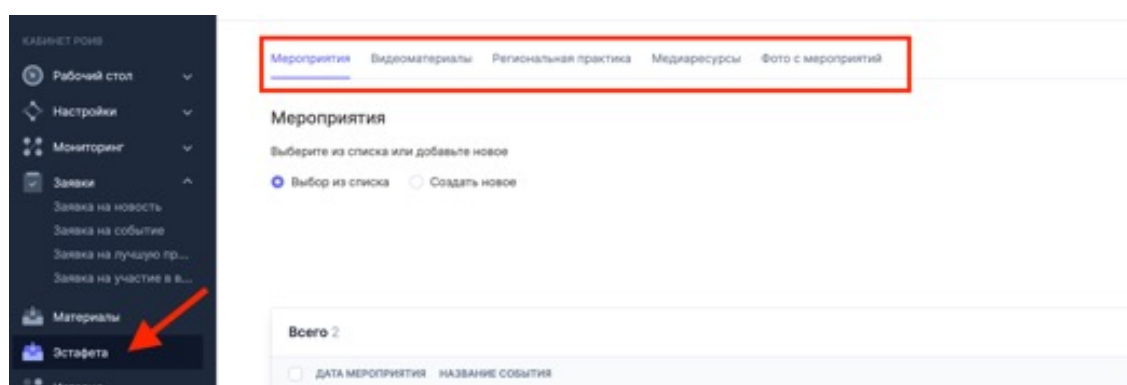 КАБИНЕТ РОИВ
Рабочий стол
Настройки
Мониторинг
Заявки
Заявка на новость
Заявка на событие
Заявка на лучшую пр...
Заявка на участие в в...
Материалы
Эстафета
Мероприятия Видеоматериалы Региональная практика Медиаресурсы Фото с мероприятий
Мероприятия
Выберите из списка или добавьте новое
Выбор из списка Создать новое
Всего 2
ДАТА МЕРОПРИЯТИЯ НАЗВАНИЕ СОБЫТИЯ